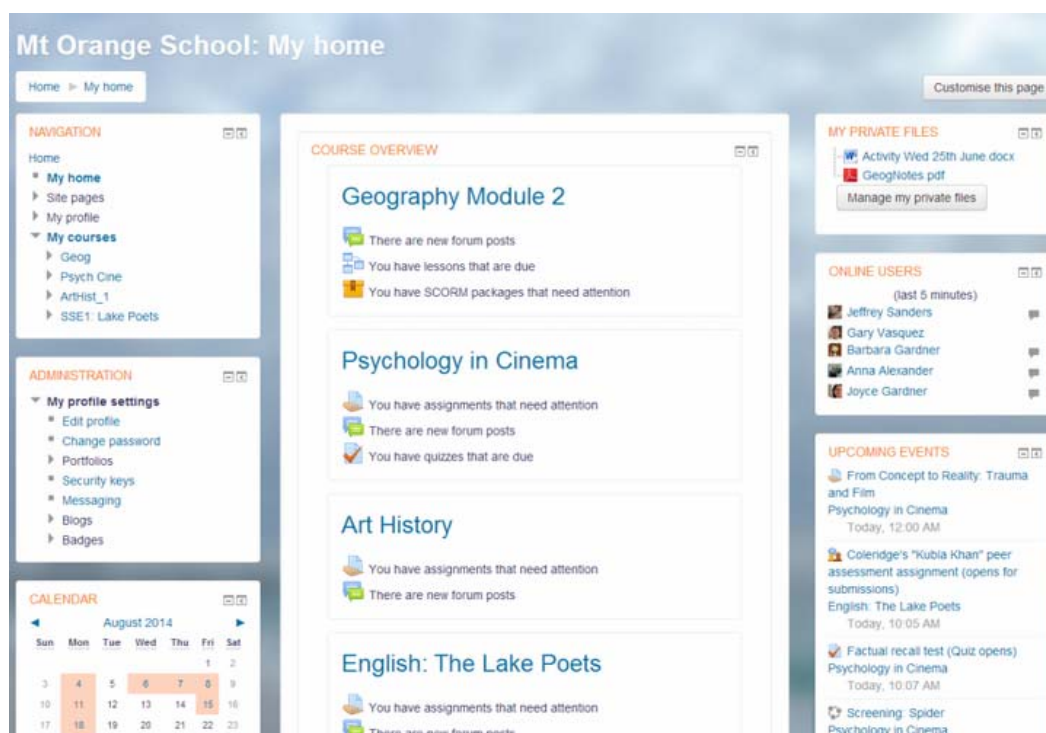 Mt Orange School: My home
Home ▶ My home
Customise this page
NAVIGATION
Home
My home
Site pages
My profile
My courses
Geog
Psych Cine
ArtHist_1
SSE1: Lake Poets
ADMINISTRATION
My profile settings
Edit profile
Change password
Portfolios
Security keys
Messaging
Blogs
Badges
CALENDAR
◀ August 2014 ▶
Sun Mon Tue Wed Thu Fri Sat
1 2
3 4 5 6 7 8 9
10 11 12 13 14 15 16
17 18 19 20 21 22 23
COURSE OVERVIEW
Geography Module 2
There are new forum posts
You have lessons that are due
You have SCORM packages that need attention
Psychology in Cinema
You have assignments that need attention
There are new forum posts
You have quizzes that are due
Art History
You have assignments that need attention
There are new forum posts
English: The Lake Poets
You have assignments that need attention
There are new forum posts
MY PRIVATE FILES
Activity Wed 25th June.docx
GeogNotes.pdf
Manage my private files
ONLINE USERS
(last 5 minutes)
Jeffrey Sanders
Gary Vasquez
Barbara Gardner
Anna Alexander
Joyce Gardner
UPCOMING EVENTS
From Concept to Reality: Trauma
and Film
Psychology in Cinema
Today, 12:00 AM
Coleridge's "Kubla Khan" peer
assessment assignment (opens for
submissions)
English: The Lake Poets
Today, 10:05 AM
Factual recall test (Quiz opens)
Psychology in Cinema
Today, 10:07 AM
Screening: Spider
Psychology in Cinema